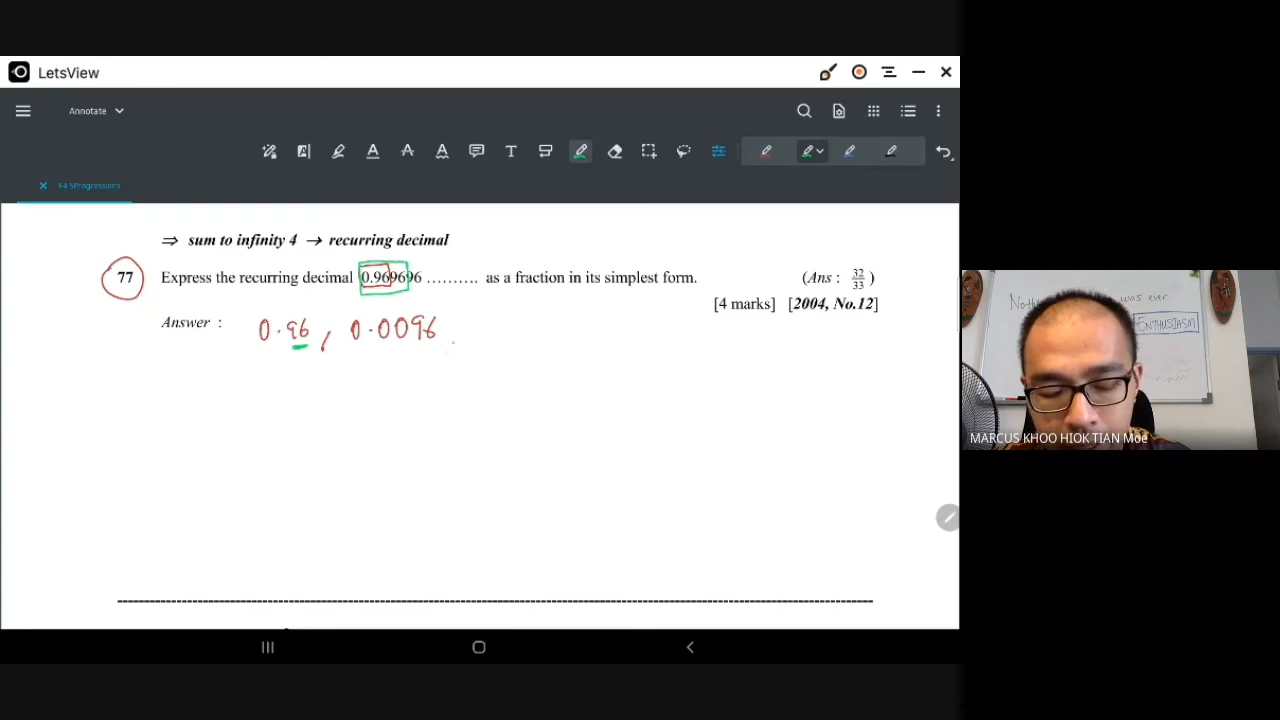 LetsView
Annotate
F4 5Progressions
⇒ sum to infinity 4 → recurring decimal
77 Express the recurring decimal 0.969696 .......... as a fraction in its simplest form. (Ans : 32/33 )
[4 marks] [2004, No.12]
Answer : 0.96 , 0.0096
was ever
ENTHUSIASM
MARCUS KHOO HIOK TIAN Moe